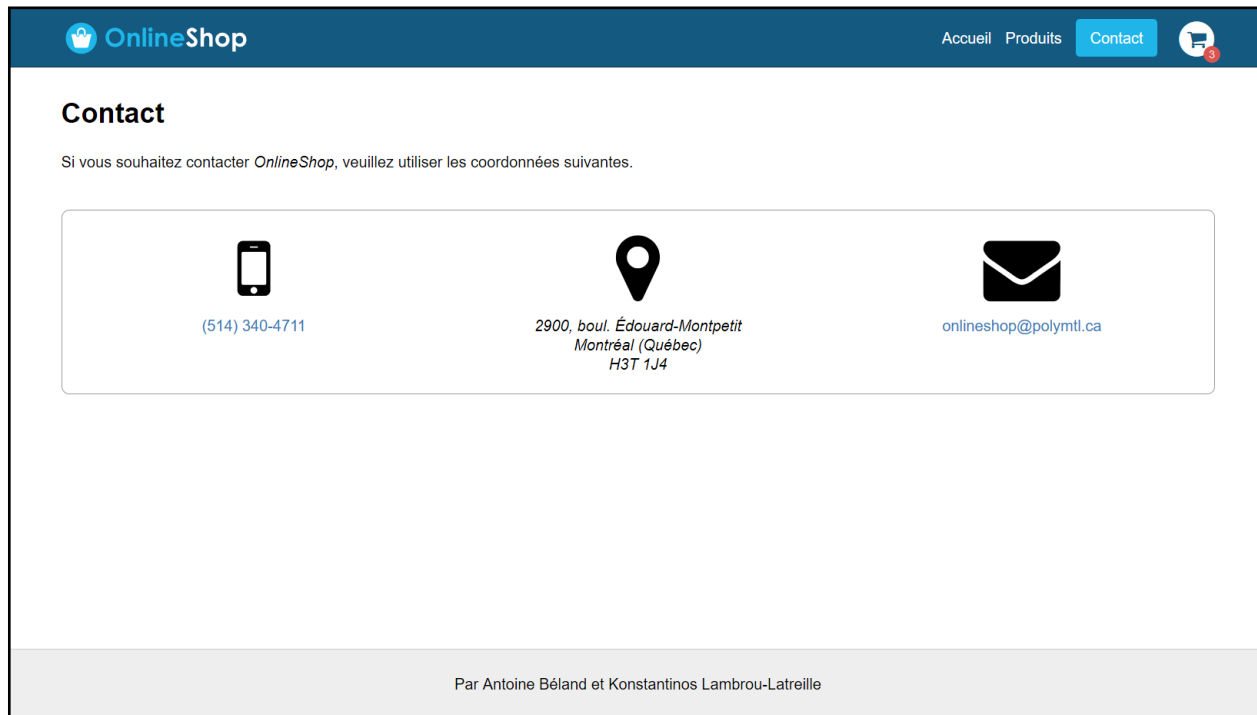 OnlineShop
Accueil Produits Contact
3
Contact
Si vous souhaitez contacter OnlineShop, veuillez utiliser les coordonnées suivantes.
(514) 340-4711
2900, boul. Édouard-Montpetit
Montréal (Québec)
H3T 1J4
onlineshop@polymtl.ca
Par Antoine Béland et Konstantinos Lambrou-Latreille